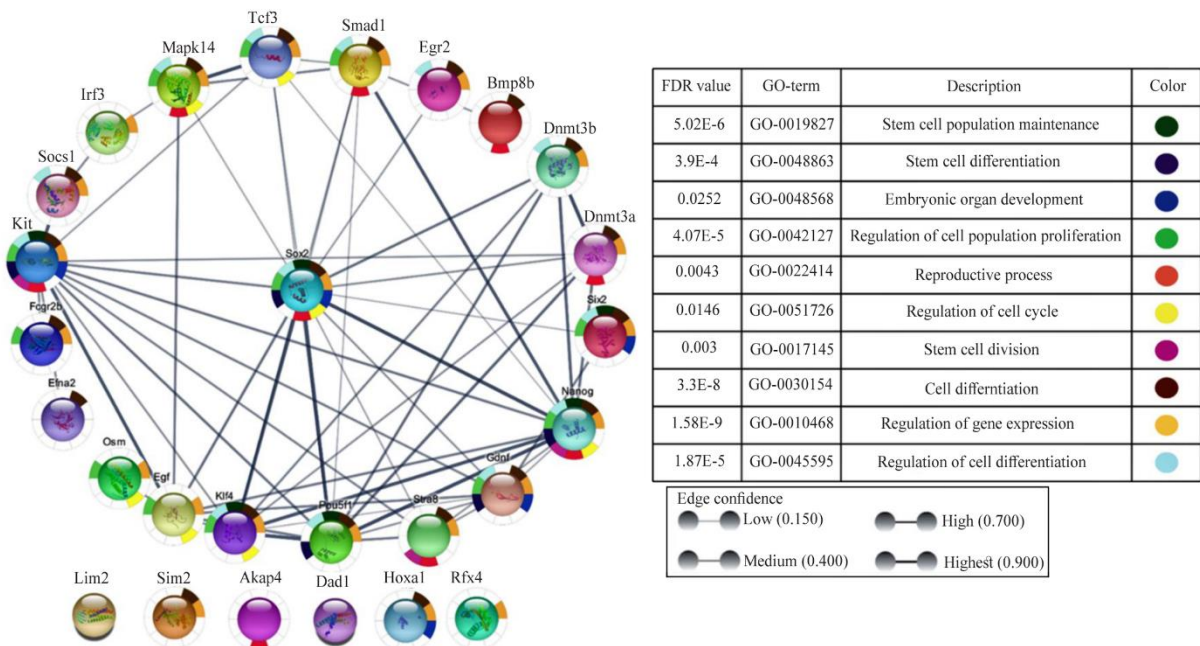 Tcf3
Smad1
Mapk14
Egr2
Bmp8b
Irf3
Dnmt3b
Socs1
Dnmt3a
Kit
Sox2
Six2
Fcgr2b
Efna2
Nanog
Osm
Gdnf
Egf
Klf4
Pou5f1
Stra8
Lim2
Sim2
Akap4
Dad1
Hoxa1
Rfx4
FDR value GO-term Description Color
5.02E-6 GO-0019827 Stem cell population maintenance
3.9E-4 GO-0048863 Stem cell differentiation
0.0252 GO-0048568 Embryonic organ development
4.07E-5 GO-0042127 Regulation of cell population proliferation
0.0043 GO-0022414 Reproductive process
0.0146 GO-0051726 Regulation of cell cycle
0.003 GO-0017145 Stem cell division
3.3E-8 GO-0030154 Cell differntiation
1.58E-9 GO-0010468 Regulation of gene expression
1.87E-5 GO-0045595 Regulation of cell differentiation
Edge confidence
Low (0.150) High (0.700)
Medium (0.400) Highest (0.900)